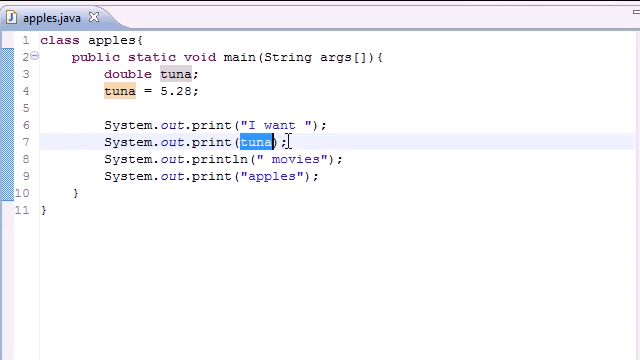 apples.java
1 class apples{
2 public static void main(String args[]){
3 double tuna;
4 tuna = 5.28;
5
6 System.out.print("I want ");
7 System.out.print(tuna);
8 System.out.println(" movies");
9 System.out.print("apples");
10 }
11 }